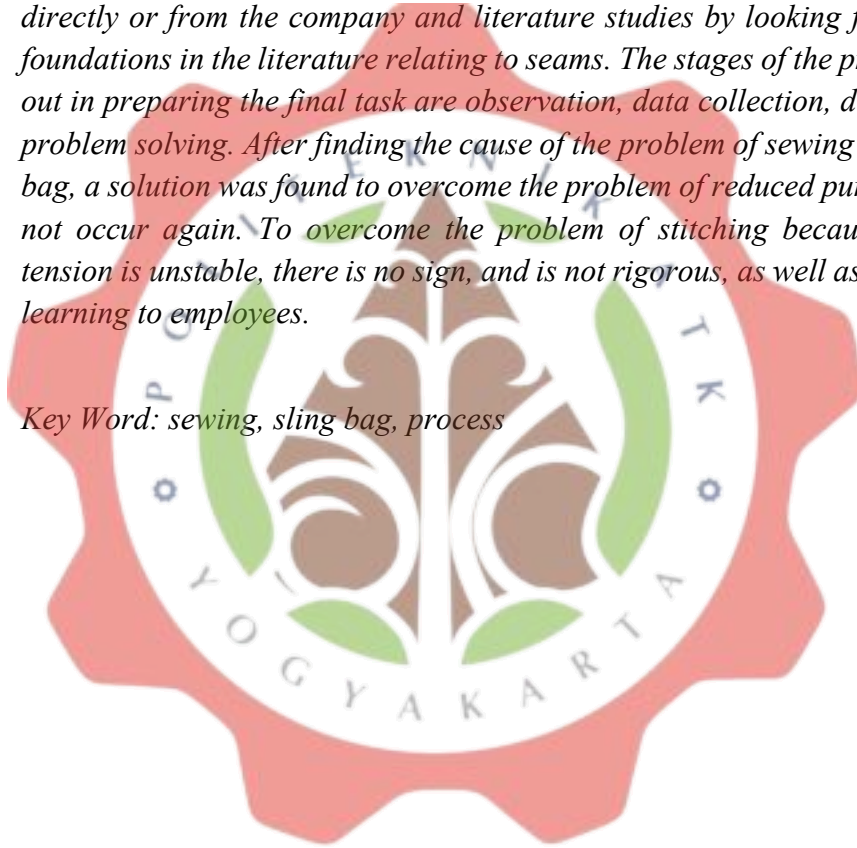 directly or from the company and literature studies by looking
foundations in the literature relating to seams. The stages of the
out in preparing the final task are observation, data collection,
problem solving. After finding the cause of the problem of sewing
bag, a solution was found to overcome the problem of reduced
not occur again. To overcome the problem of stitching
tension is unstable, there is no sign, and is not rigorous, as well as
learning to employees.
Key Word: sewing, sling bag, process
POLITEKNIK ATK
YOGYAKARTA